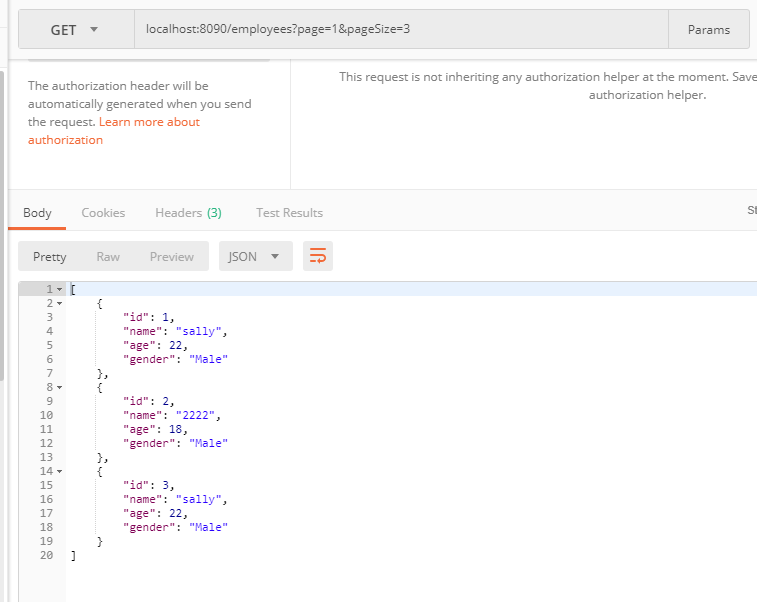 GET localhost:8090/employees?page=1&pageSize=3 Params
The authorization header will be
automatically generated when you send
the request. Learn more about
authorization
This request is not inheriting any authorization helper at the moment. Save
authorization helper.
Body Cookies Headers (3) Test Results St
Pretty Raw Preview JSON
1 [
2 {
3 "id": 1,
4 "name": "sally",
5 "age": 22,
6 "gender": "Male"
7 },
8 {
9 "id": 2,
10 "name": "2222",
11 "age": 18,
12 "gender": "Male"
13 },
14 {
15 "id": 3,
16 "name": "sally",
17 "age": 22,
18 "gender": "Male"
19 }
20 ]